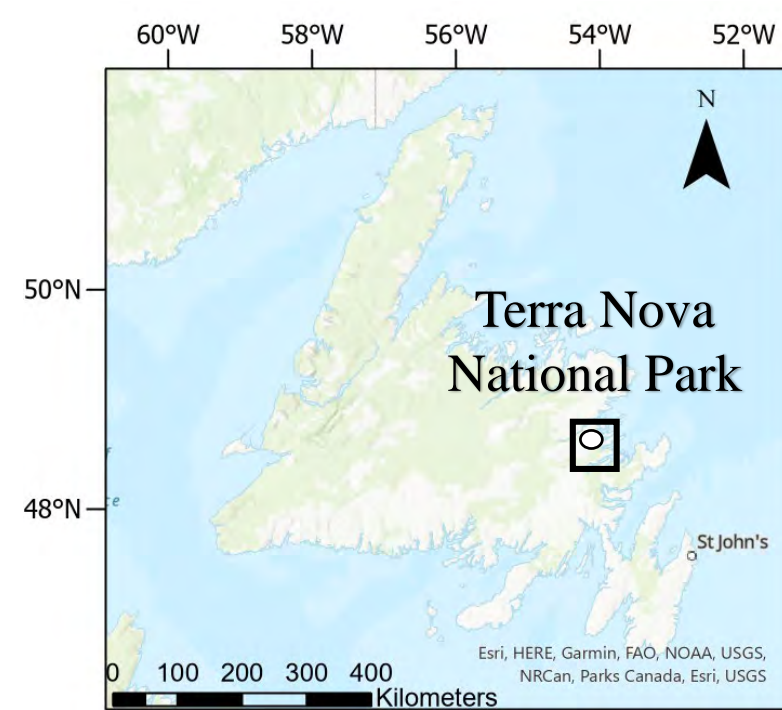 60°W 58°W 56°W 54°W 52°W
N
50°N
Terra Nova
National Park
48°N
e
St John's
Esri, HERE, Garmin, FAO, NOAA, USGS,
NRCan, Parks Canada, Esri, USGS
0 100 200 300 400
Kilometers